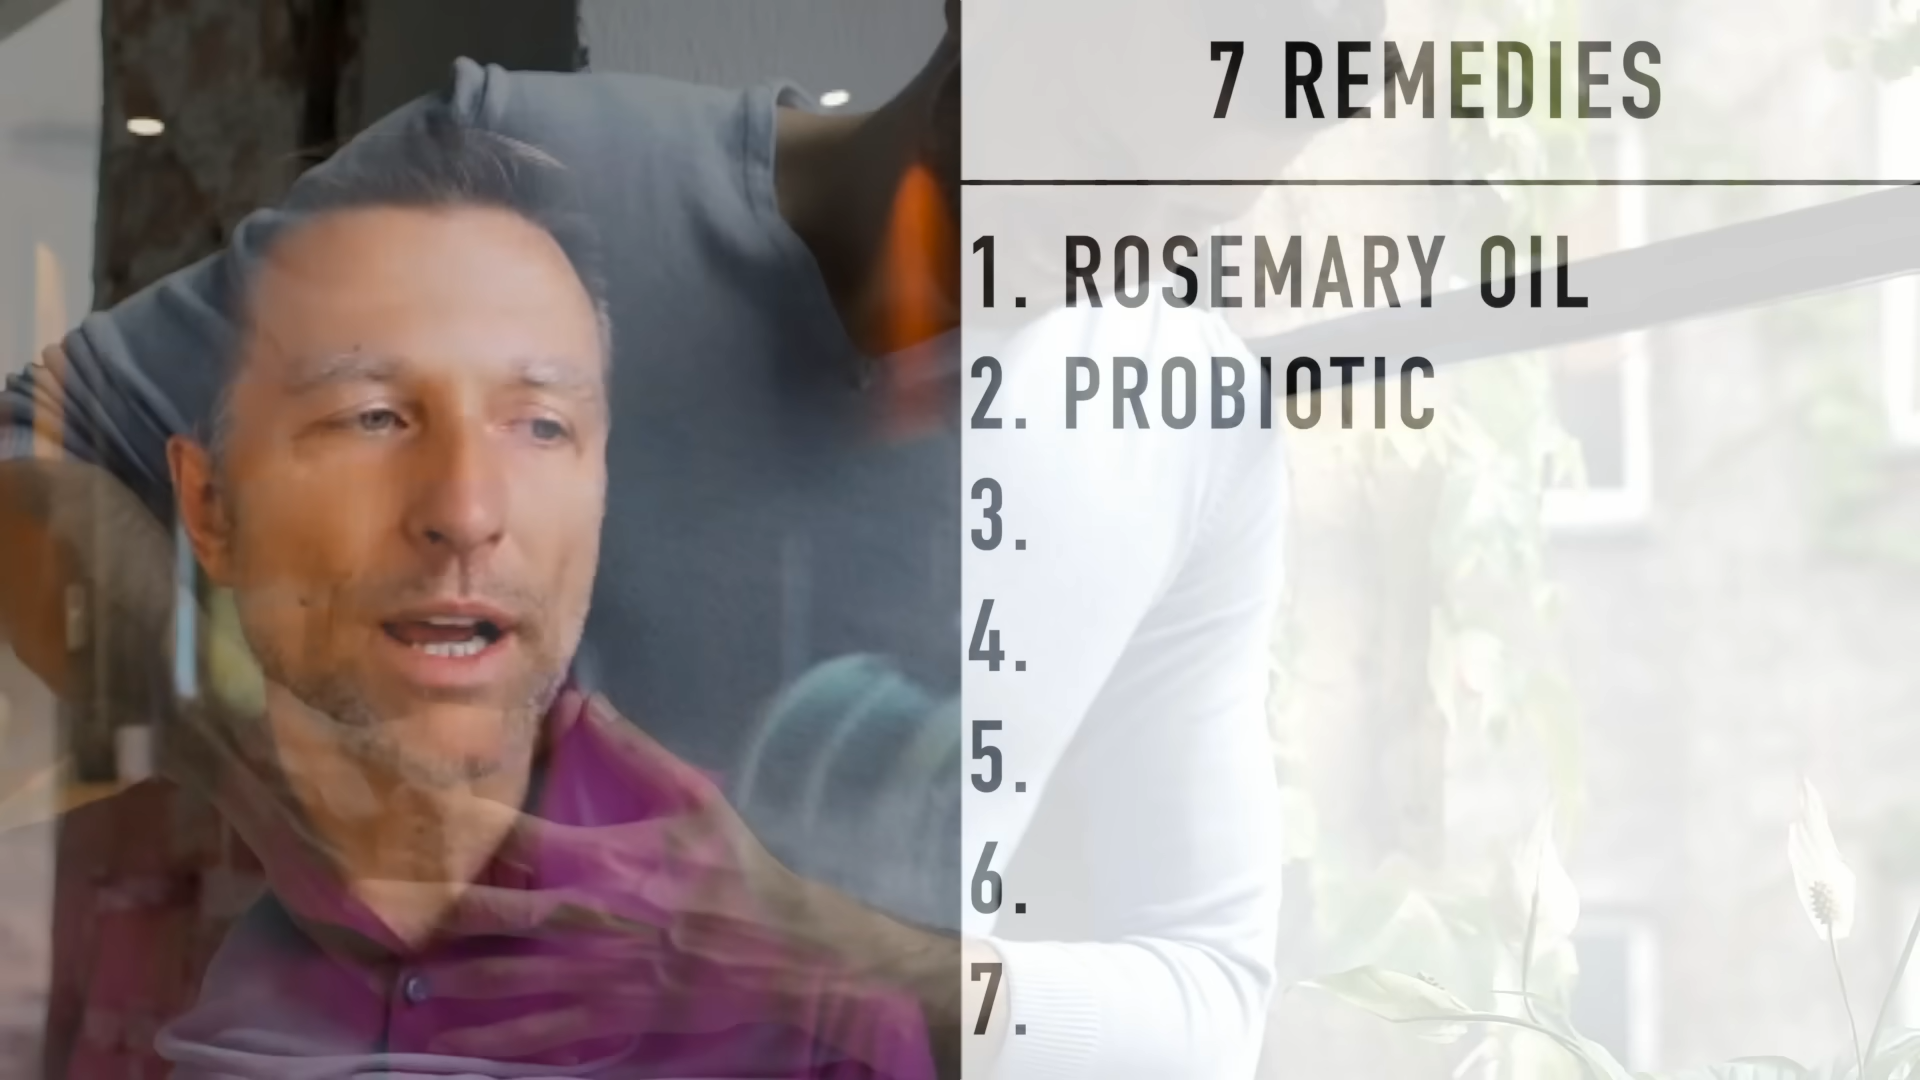 7 REMEDIES
1. ROSEMARY OIL
2. PROBIOTIC
3.
4.
5.
6.
7.